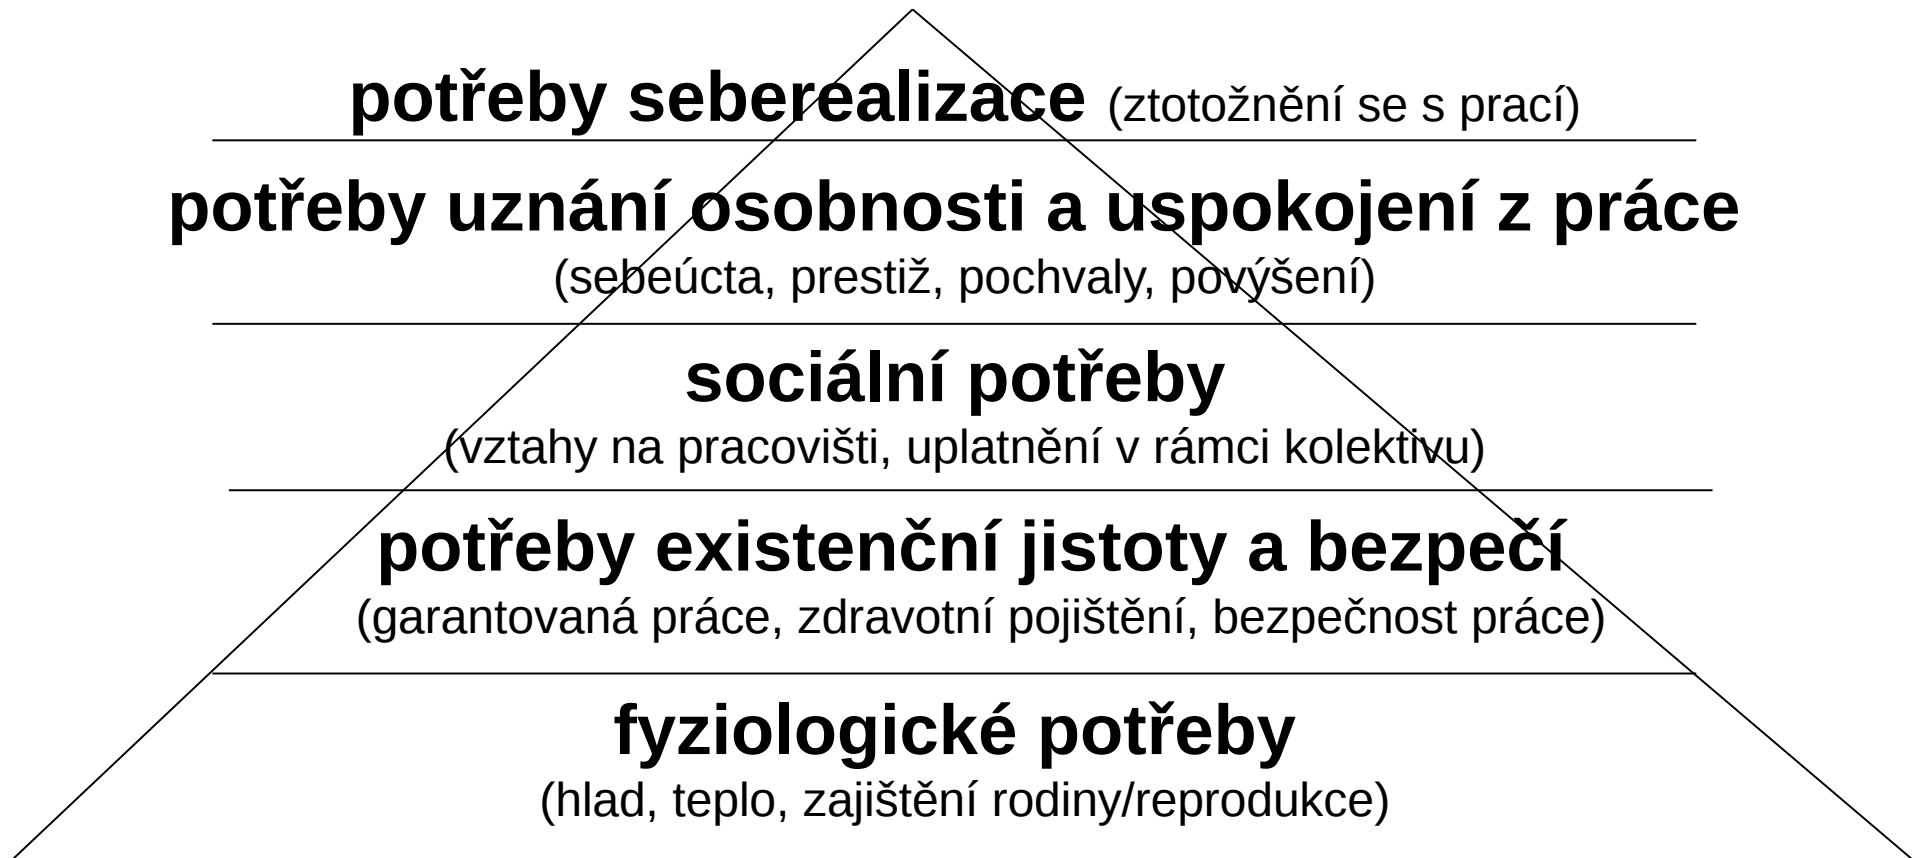 potřeby seberealizace (ztotožnění se s prací)
potřeby uznání osobnosti a uspokojení z práce
(sebeúcta, prestiž, pochvaly, povýšení)
sociální potřeby
(vztahy na pracovišti, uplatnění v rámci kolektivu)
potřeby existenční jistoty a bezpečí
(garantovaná práce, zdravotní pojištění, bezpečnost práce)
fyziologické potřeby
(hlad, teplo, zajištění rodiny/reprodukce)